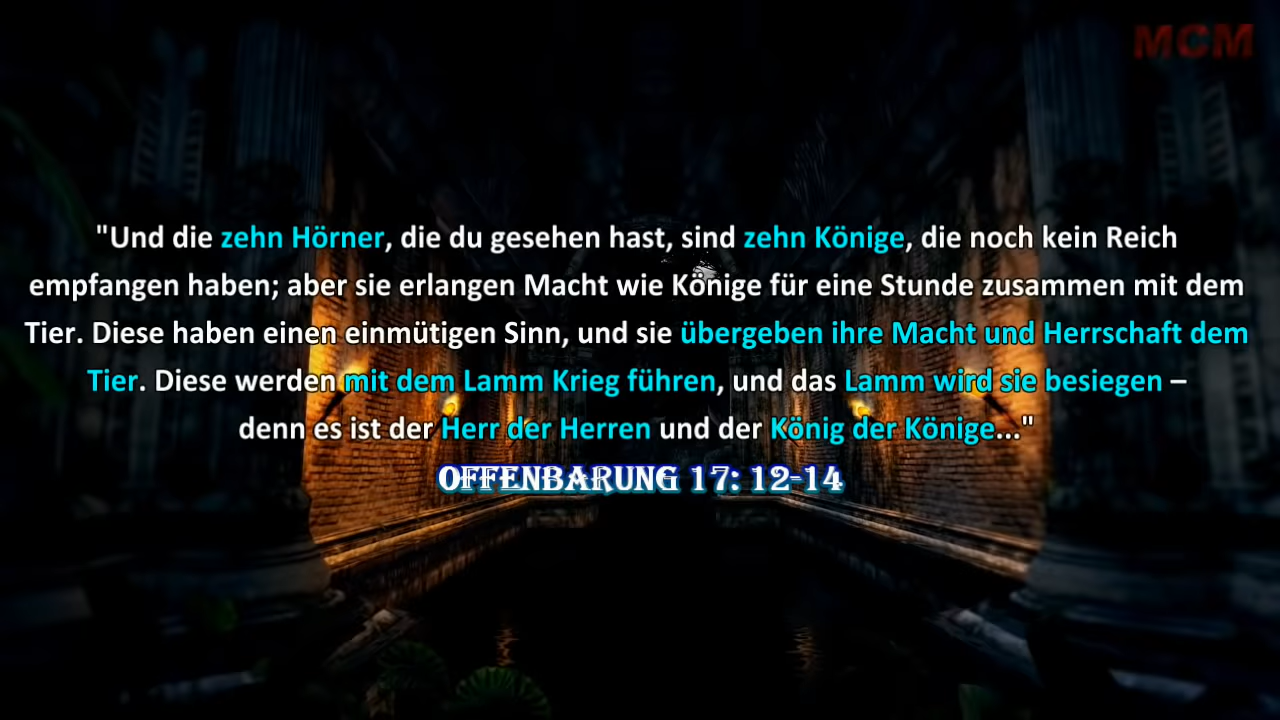 MCM
"Und die zehn Hörner, die du gesehen hast, sind zehn Könige, die noch kein Reich
empfangen haben; aber sie erlangen Macht wie Könige für eine Stunde zusammen mit dem
Tier. Diese haben einen einmütigen Sinn, und sie übergeben ihre Macht und Herrschaft dem
Tier. Diese werden mit dem Lamm Krieg führen, und das Lamm wird sie besiegen –
denn es ist der Herr der Herren und der König der Könige..."
OFFENBARUNG 17: 12-14